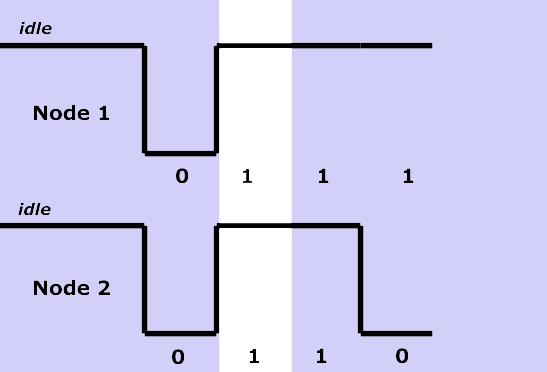 idle
Node 1
0 1 1 1
idle
Node 2
0 1 1 0